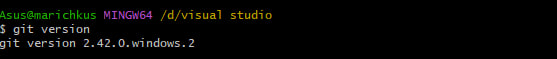 Asus@marichkus MINGW64 /d/visual studio
$ git version
git version 2.42.0.windows.2